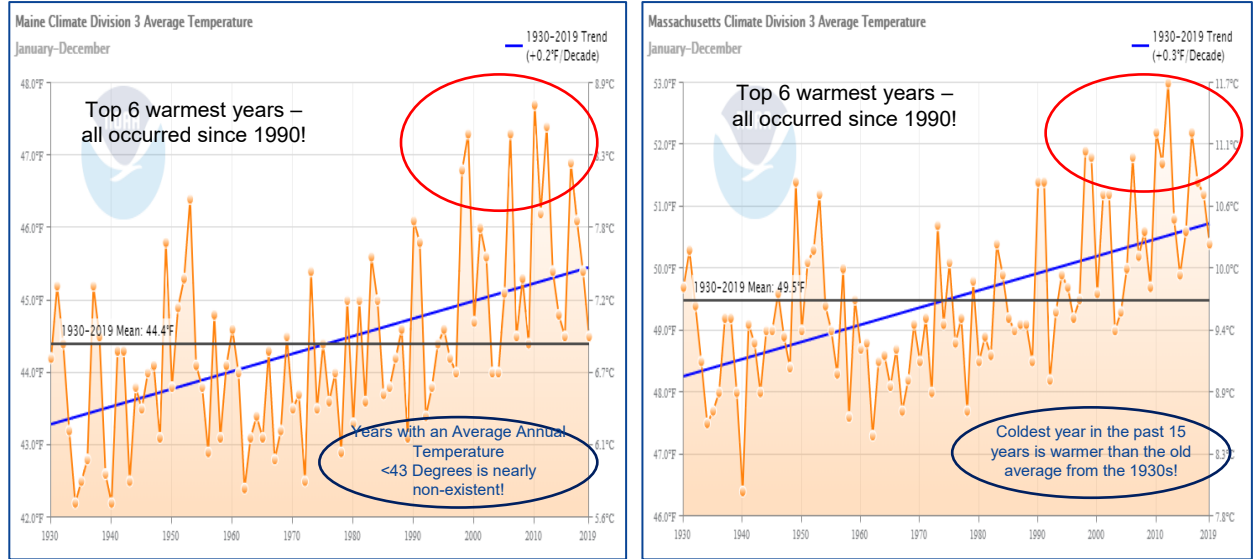 Maine Climate Division 3 Average Temperature
January-December
1930-2019 Trend
(+0.2°F/Decade)
Top 6 warmest years –
all occurred since 1990!
48.0°F
47.0°F
46.0°F
45.0°F
44.0°F
43.0°F
42.0°F
8.9°C
8.3°C
7.8°C
7.2°C
6.7°C
6.1°C
5.6°C
1930-2019 Mean: 44.4°F
Years with an Average Annual
Temperature
<43 Degrees is nearly
non-existent!
1930
1940
1950
1960
1970
1980
1990
2000
2010
2019
Massachusetts Climate Division 3 Average Temperature
January-December
1930-2019 Trend
(+0.3°F/Decade)
Top 6 warmest years –
all occurred since 1990!
53.0°F
52.0°F
51.0°F
50.0°F
49.0°F
48.0°F
47.0°F
46.0°F
11.7°C
11.1°C
10.6°C
10.0°C
9.4°C
8.9°C
8.3°C
7.8°C
1930-2019 Mean: 49.5°F
Coldest year in the past 15
years is warmer than the old
average from the 1930s!
1930
1940
1950
1960
1970
1980
1990
2000
2010
2019